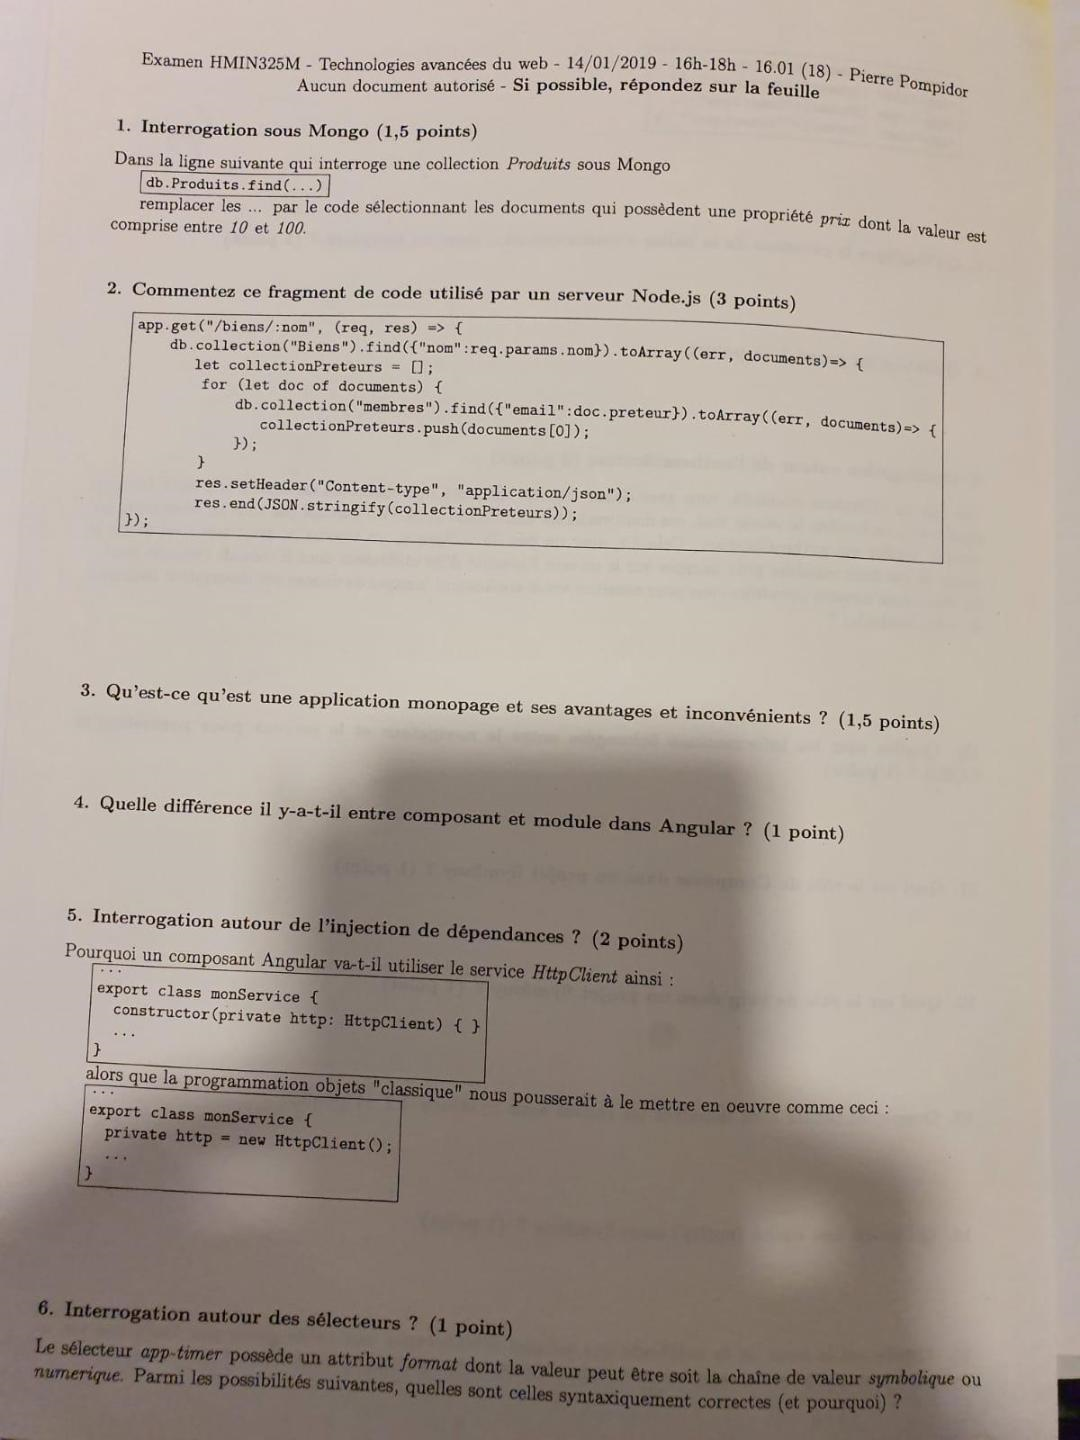 Examen HMIN325M - Technologies avancées du web - 14/01/2019 - 16h-18h - 16.01 (18) - Pierre Pompidor
Aucun document autorisé - Si possible, répondez sur la feuille
1. Interrogation sous Mongo (1,5 points)
Dans la ligne suivante qui interroge une collection Produits sous Mongo
db.Produits.find(...)
remplacer les ... par le code sélectionnant les documents qui possèdent une propriété prix dont la valeur est
comprise entre 10 et 100.
2. Commentez ce fragment de code utilisé par un serveur Node.js (3 points)
app.get("/biens/:nom", (req, res) => {
db.collection("Biens").find({"nom":req.params.nom}).toArray((err, documents)=> {
let collectionPreteurs = [];
for (let doc of documents) {
db.collection("membres").find({"email":doc.preteur}).toArray((err, documents)=> {
collectionPreteurs.push(documents[0]);
});
}
res.setHeader("Content-type", "application/json");
res.end(JSON.stringify(collectionPreteurs));
});
3. Qu'est-ce qu'est une application monopage et ses avantages et inconvénients ? (1,5 points)
4. Quelle différence il y-a-t-il entre composant et module dans Angular ? (1 point)
5. Interrogation autour de l'injection de dépendances ? (2 points)
Pourquoi un composant Angular va-t-il utiliser le service HttpClient ainsi :
...
export class monService {
constructor(private http: HttpClient) { }
...
}
alors que la programmation objets "classique" nous pousserait à le mettre en oeuvre comme ceci :
...
export class monService {
private http = new HttpClient();
...
}
6. Interrogation autour des sélecteurs ? (1 point)
Le sélecteur app-timer possède un attribut format dont la valeur peut être soit la chaîne de valeur symbolique ou
numerique. Parmi les possibilités suivantes, quelles sont celles syntaxiquement correctes (et pourquoi) ?